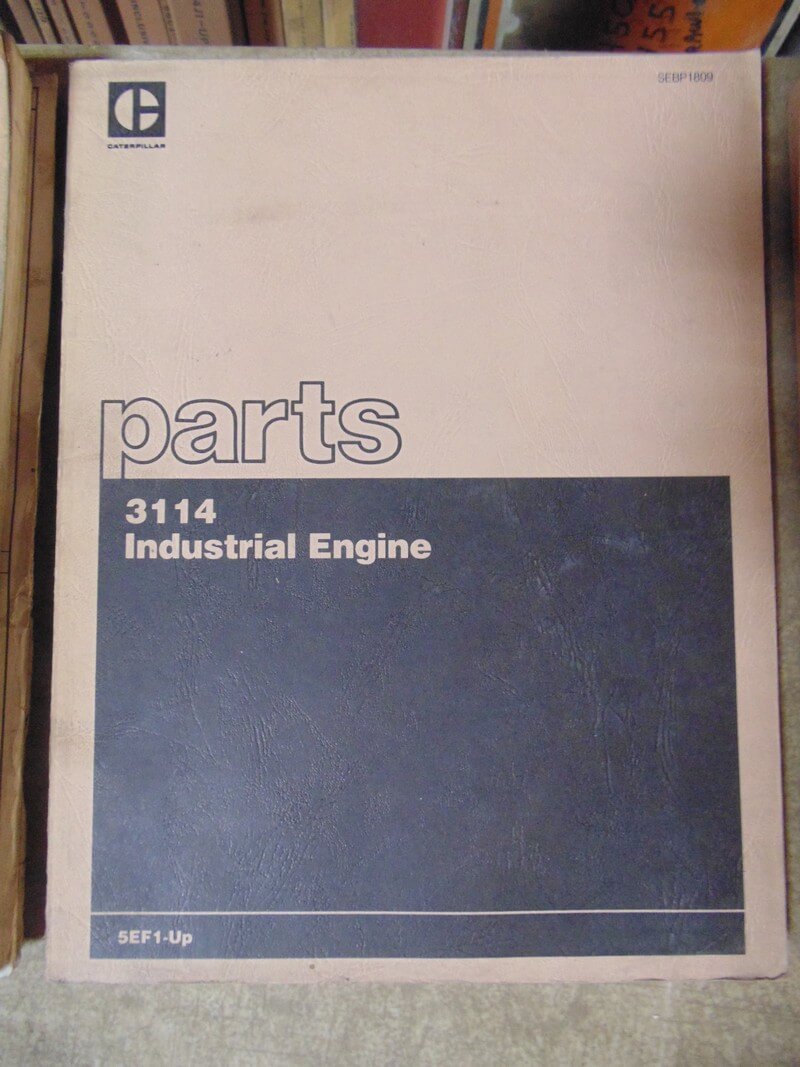 SEBP1809
CATERPILLAR
parts
3114
Industrial Engine
5EF1-Up